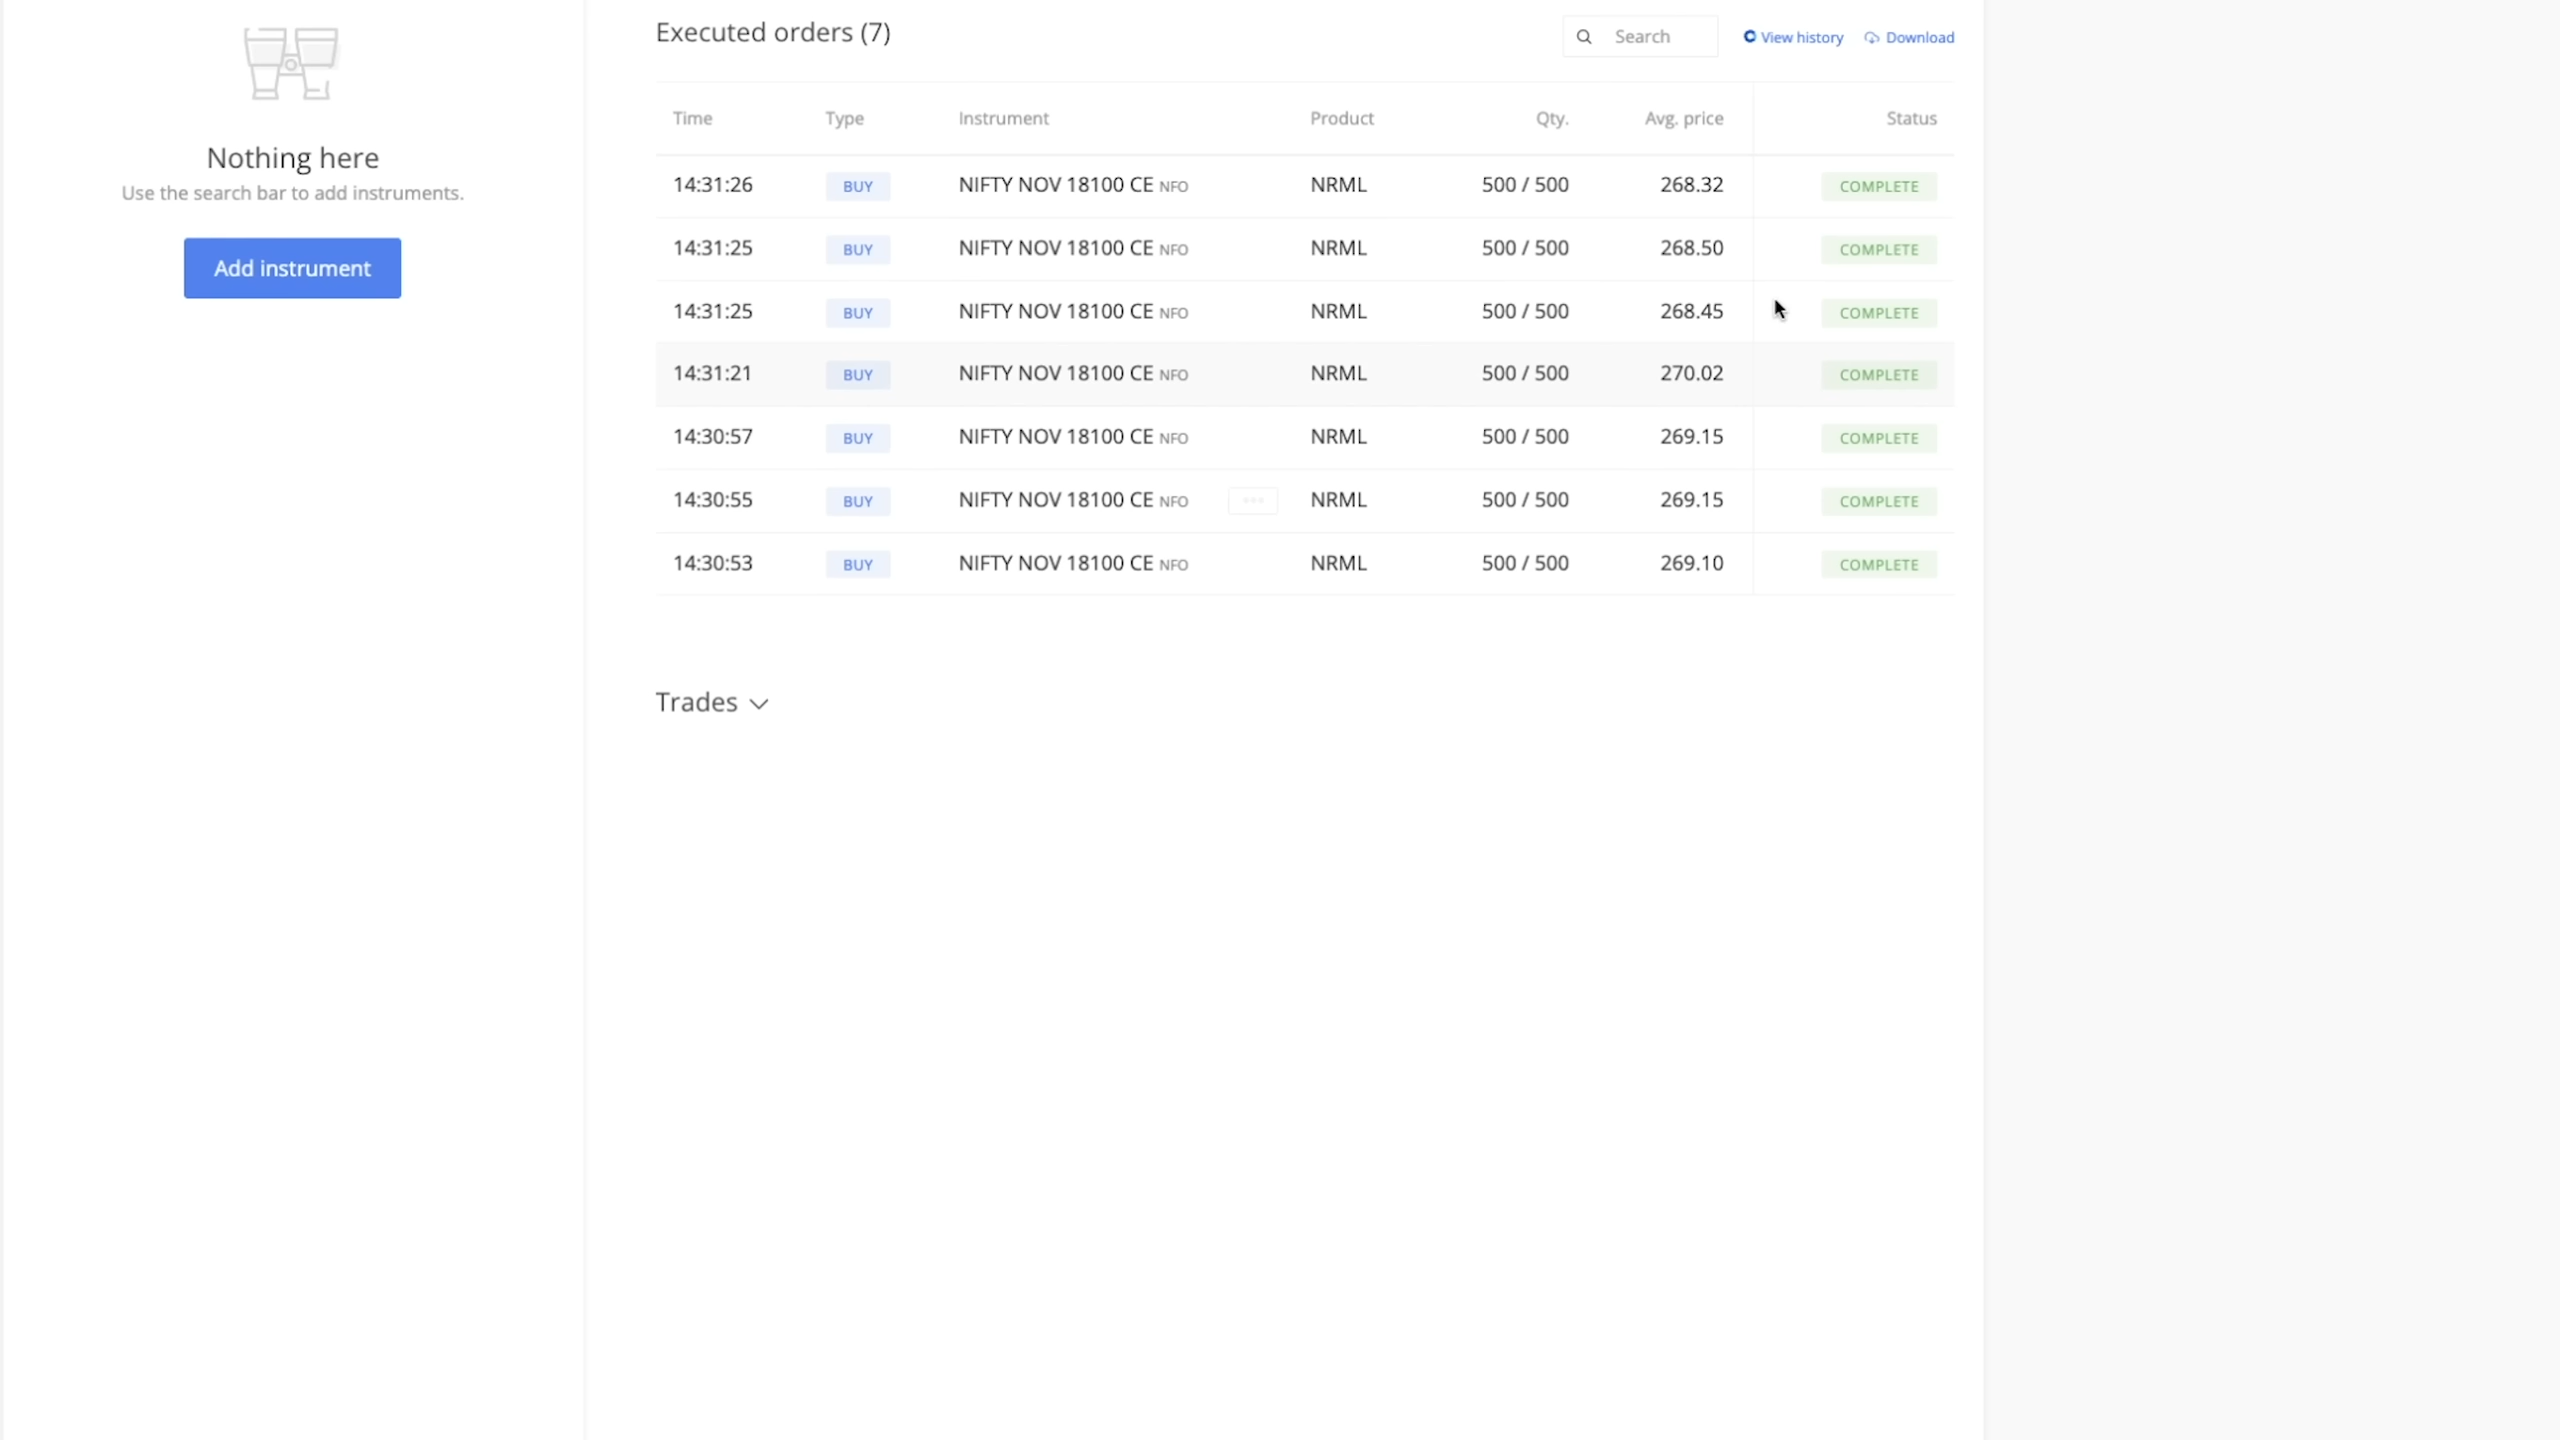 Nothing here
Use the search bar to add instruments.
Add instrument
Executed orders (7)
Search
View history
Download
Time Type Instrument Product Qty. Avg. price Status
14:31:26 BUY NIFTY NOV 18100 CE NFO NRML 500 / 500 268.32 COMPLETE
14:31:25 BUY NIFTY NOV 18100 CE NFO NRML 500 / 500 268.50 COMPLETE
14:31:25 BUY NIFTY NOV 18100 CE NFO NRML 500 / 500 268.45 COMPLETE
14:31:21 BUY NIFTY NOV 18100 CE NFO NRML 500 / 500 270.02 COMPLETE
14:30:57 BUY NIFTY NOV 18100 CE NFO NRML 500 / 500 269.15 COMPLETE
14:30:55 BUY NIFTY NOV 18100 CE NFO NRML 500 / 500 269.15 COMPLETE
14:30:53 BUY NIFTY NOV 18100 CE NFO NRML 500 / 500 269.10 COMPLETE
Trades